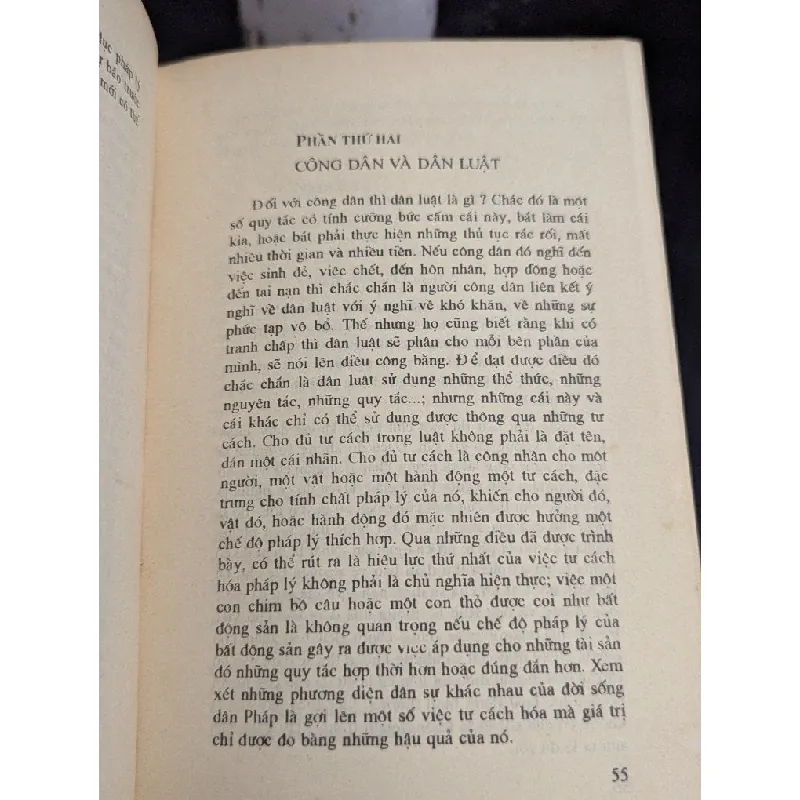 tục pháp lý
mới có thể
PHẦN THỨ HAI
CÔNG DÂN VÀ DÂN LUẬT
Đối với công dân thì dân luật là gì ? Chắc đó là một
số quy tắc có tính cưỡng bức cấm cái này, bắt làm cái
kia, hoặc bắt phải thực hiện những thủ tục rắc rối, mất
nhiều thời gian và nhiều tiền. Nếu công dân đó nghĩ đến
việc sinh đẻ, việc chết, đến hôn nhân, hợp đồng hoặc
đến tai nạn thì chắc chắn là người công dân liên kết ý
nghĩ về dân luật với ý nghĩ về khó khăn, về những sự
phức tạp vô bổ. Thế nhưng họ cũng biết rằng khi có
tranh chấp thì dân luật sẽ phân cho mỗi bên phần của
mình, sẽ nói lên điều công bằng. Để đạt được điều đó
chắc chắn là dân luật sử dụng những thể thức, những
nguyên tắc, những quy tắc...; nhưng những cái này và
cái khác chỉ có thể sử dụng được thông qua những tư
cách. Cho đủ tư cách trong luật không phải là đặt tên,
dán một cái nhãn. Cho đủ tư cách là công nhận cho một
người, một vật hoặc một hành động một tư cách, đặc
trưng cho tính chất pháp lý của nó, khiến cho người đó,
vật đó, hoặc hành động đó mặc nhiên được hưởng một
chế độ pháp lý thích hợp. Qua những điều đã được trình
bầy, có thể rút ra là hiệu lực thứ nhất của việc tư cách
hóa pháp lý không phải là chủ nghĩa hiện thực; việc một
con chim bồ câu hoặc một con thỏ được coi như bất
động sản là không quan trọng nếu chế độ pháp lý của
bất động sản gây ra được việc áp dụng cho những tài sản
đó những quy tắc hợp thời hơn hoặc đúng đắn hơn. Xem
xét những phương diện dân sự khác nhau của đời sống
dân Pháp là gợi lên một số việc tư cách hóa mà giá trị
chỉ được đo bằng những hậu quả của nó.
55